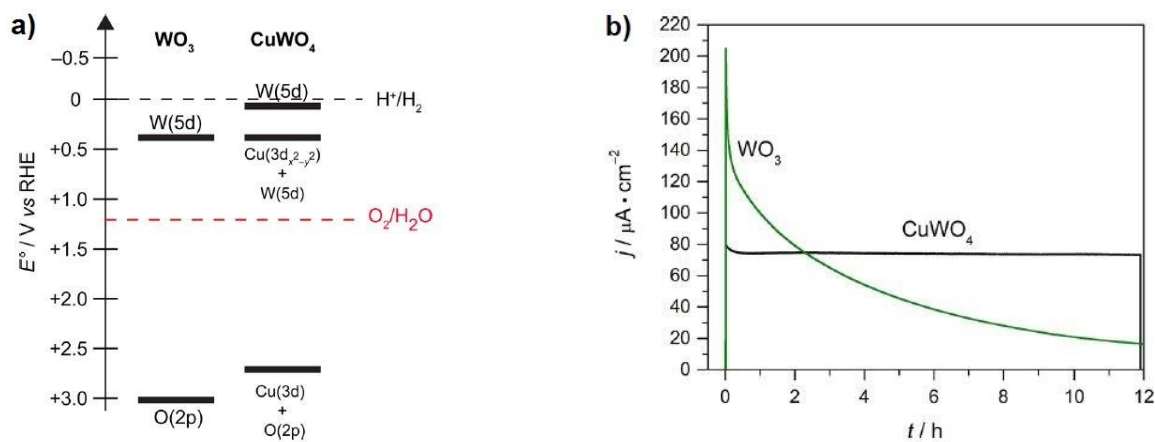 a)
WO₃ CuWO₄
E° / V vs RHE
−0.5
0
+0.5
+1.0
+1.5
+2.0
+2.5
+3.0
W(5d)
O(2p)
W(5d)
Cu(3dₓ²₋ᵧ²)
+
W(5d)
Cu(3d)
+
O(2p)
H⁺/H₂
O₂/H₂O
b)
j / μA • cm⁻²
220
200
180
160
140
120
100
80
60
40
20
0
WO₃
CuWO₄
0 2 4 6 8 10 12
t / h